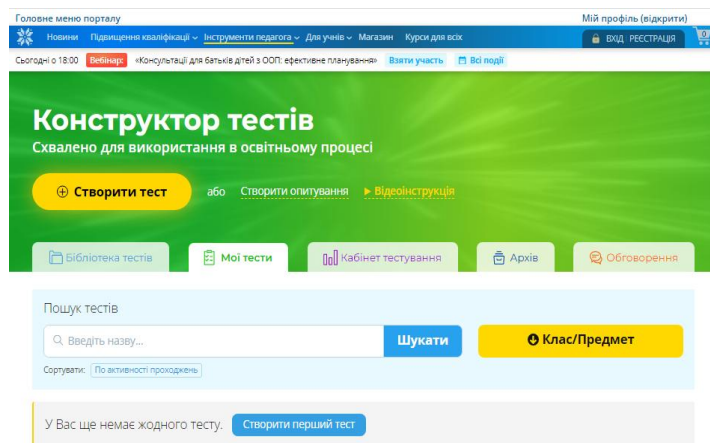 Головне меню порталу
Мій профіль (відкрити)
Новини Підвищення кваліфікації Інструменти педагога Для учнів Магазин Курси для всіх
ВХІД РЕЄСТРАЦІЯ
0
Сьогодні о 18:00 Вебінар: «Консультації для батьків дітей з ООП: ефективне планування» Взяти участь Всі події
Конструктор тестів
Схвалено для використання в освітньому процесі
Створити тест або Створити опитування Відеоінструкція
Бібліотека тестів Мої тести Кабінет тестування Архів Обговорення
Пошук тестів
Введіть назву... Шукати Клас/Предмет
Сортувати: По активності проходжень
У Вас ще немає жодного тесту. Створити перший тест